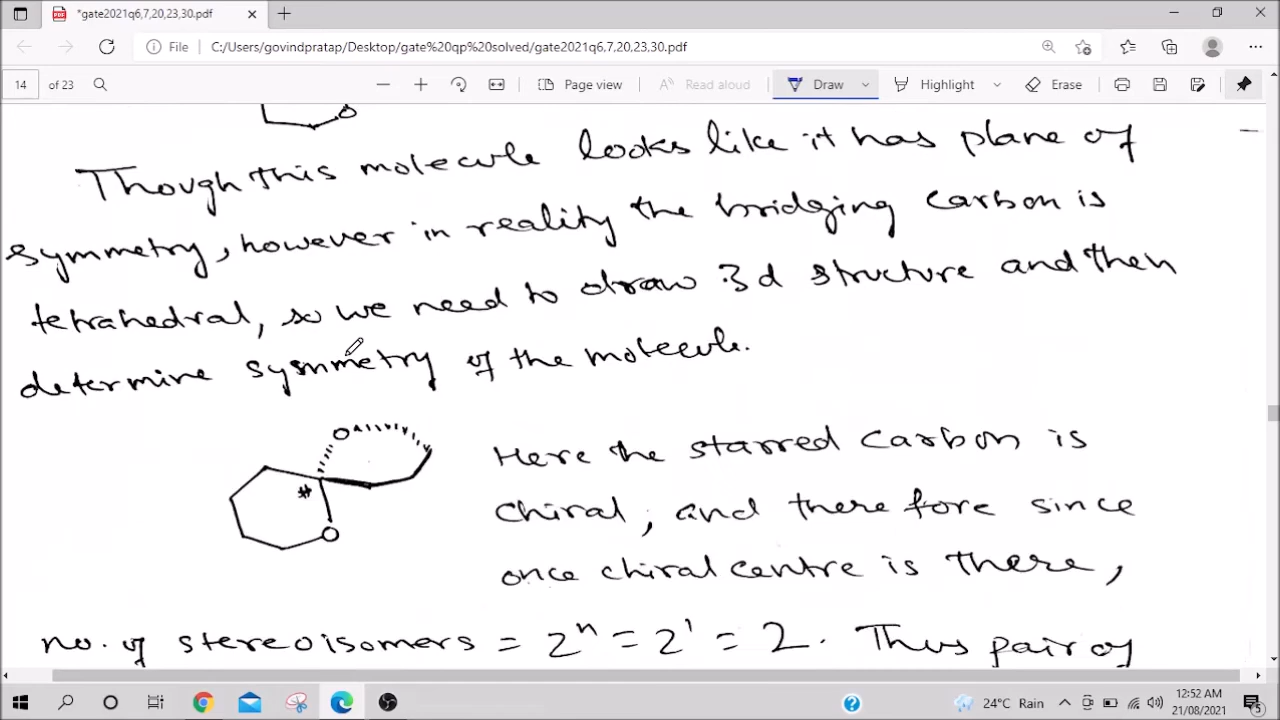 *gate2021q6,7,20,23,30.pdf
File C:/Users/govindpratap/Desktop/gate%20qp%20solved/gate2021q6,7,20,23,30.pdf
14 of 23 Page view Read aloud Draw Highlight Erase
O
Though this molecule looks like it has plane of
symmetry, however in reality the bridging carbon is
tetrahedral, so we need to draw 3d structure and then
determine symmetry of the molecule.
O
*
O
Here the starred carbon is
chiral, and therefore since
once chiral centre is there,
no. of stereoisomers = 2^n = 2^1 = 2. Thus pair of
24°C Rain
12:52 AM
21/08/2021
5